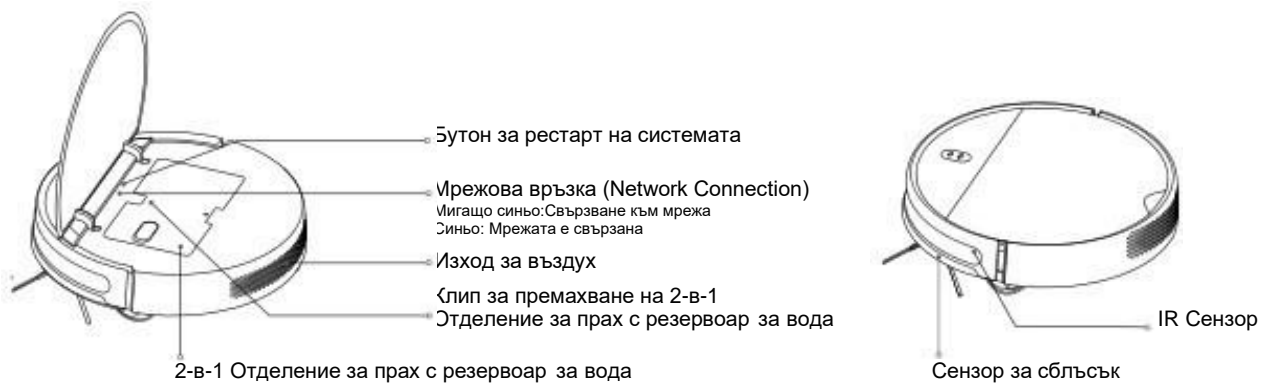 Бутон за рестарт на системата
Мрежова връзка (Network Connection)
Мигащо синьо:Свързване към мрежа
Синьо: Мрежата е свързана
Изход за въздух
Клип за премахване на 2-в-1
Отделение за прах с резервоар за вода
2-в-1 Отделение за прах с резервоар за вода
IR Сензор
Сензор за сблъсък